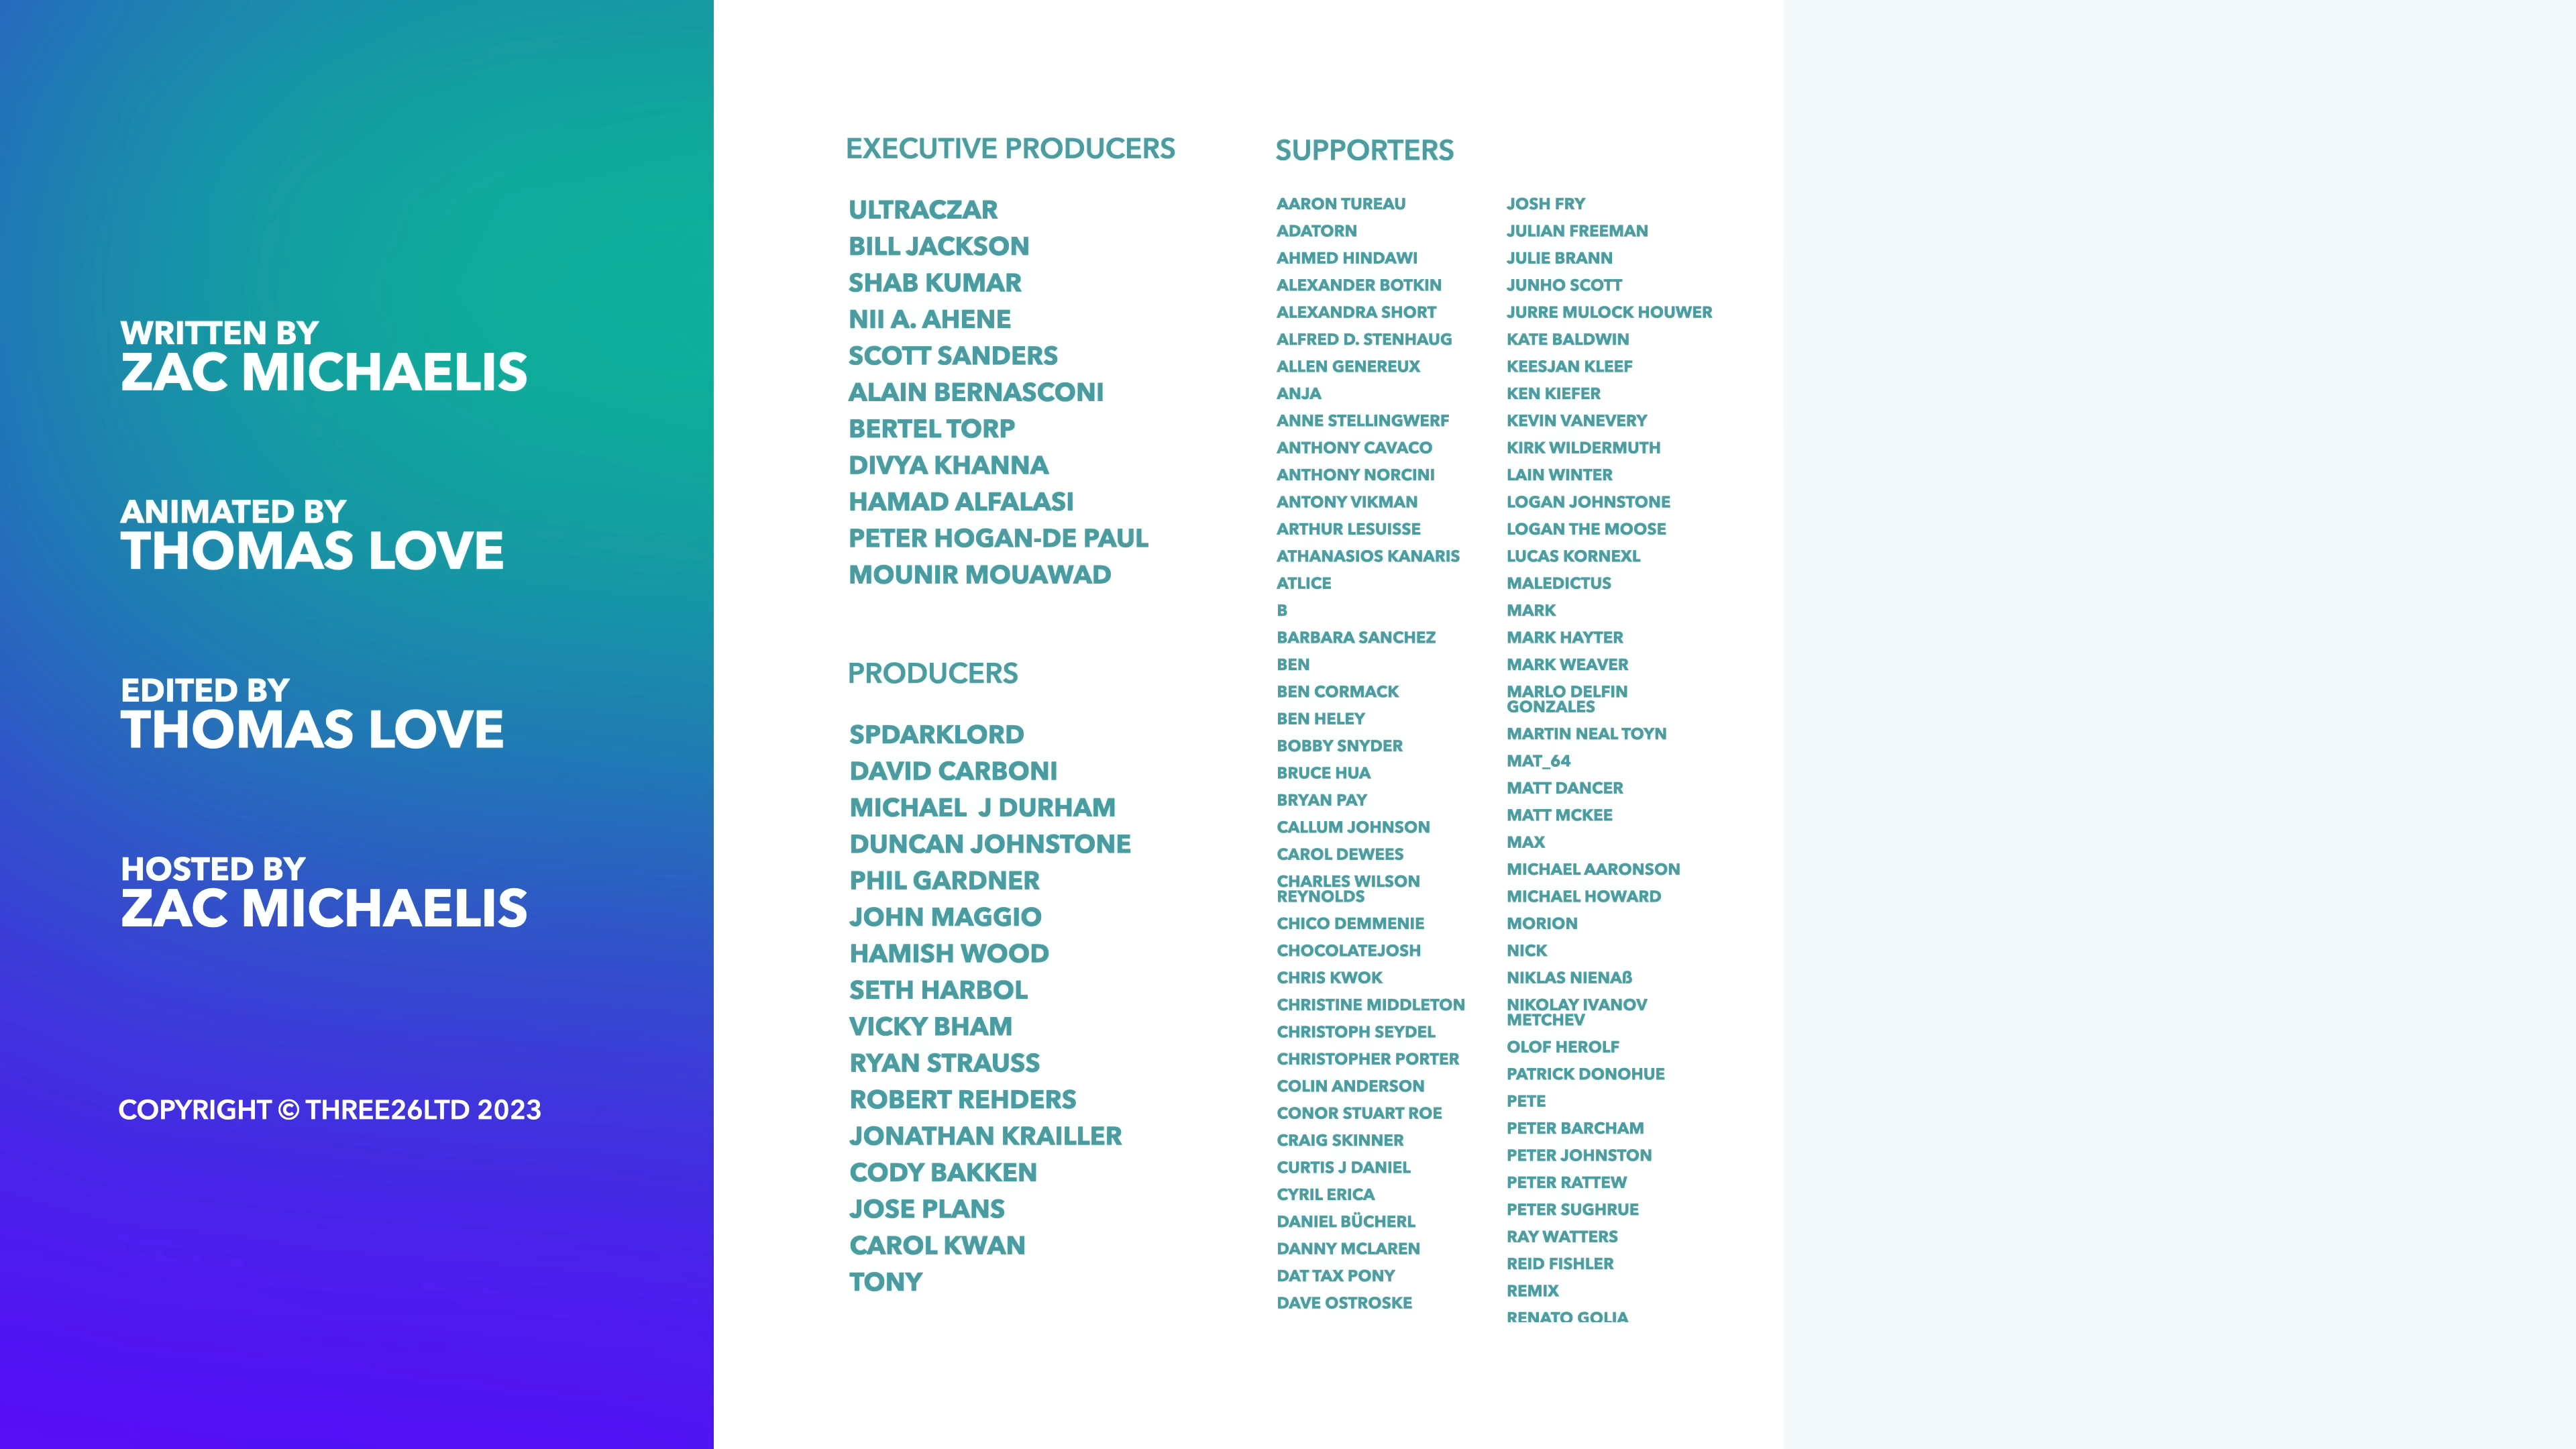 WRITTEN BY
ZAC MICHAELIS
ANIMATED BY
THOMAS LOVE
EDITED BY
THOMAS LOVE
HOSTED BY
ZAC MICHAELIS
COPYRIGHT © THREE26LTD 2023
EXECUTIVE PRODUCERS
ULTRACZAR
BILL JACKSON
SHAB KUMAR
NII A. AHENE
SCOTT SANDERS
ALAIN BERNASCONI
BERTEL TORP
DIVYA KHANNA
HAMAD ALFALASI
PETER HOGAN-DE PAUL
MOUNIR MOUAWAD
PRODUCERS
SPDARKLORD
DAVID CARBONI
MICHAEL  J DURHAM
DUNCAN JOHNSTONE
PHIL GARDNER
JOHN MAGGIO
HAMISH WOOD
SETH HARBOL
VICKY BHAM
RYAN STRAUSS
ROBERT REHDERS
JONATHAN KRAILLER
CODY BAKKEN
JOSE PLANS
CAROL KWAN
TONY
SUPPORTERS
AARON TUREAU
ADATORN
AHMED HINDAWI
ALEXANDER BOTKIN
ALEXANDRA SHORT
ALFRED D. STENHAUG
ALLEN GENEREUX
ANJA
ANNE STELLINGWERF
ANTHONY CAVACO
ANTHONY NORCINI
ANTONY VIKMAN
ARTHUR LESUISSE
ATHANASIOS KANARIS
ATLICE
B
BARBARA SANCHEZ
BEN
BEN CORMACK
BEN HELEY
BOBBY SNYDER
BRUCE HUA
BRYAN PAY
CALLUM JOHNSON
CAROL DEWEES
CHARLES WILSON
REYNOLDS
CHICO DEMMENIE
CHOCOLATEJOSH
CHRIS KWOK
CHRISTINE MIDDLETON
CHRISTOPH SEYDEL
CHRISTOPHER PORTER
COLIN ANDERSON
CONOR STUART ROE
CRAIG SKINNER
CURTIS J DANIEL
CYRIL ERICA
DANIEL BÜCHERL
DANNY MCLAREN
DAT TAX PONY
DAVE OSTROSKE
JOSH FRY
JULIAN FREEMAN
JULIE BRANN
JUNHO SCOTT
JURRE MULOCK HOUWER
KATE BALDWIN
KEESJAN KLEEF
KEN KIEFER
KEVIN VANEVERY
KIRK WILDERMUTH
LAIN WINTER
LOGAN JOHNSTONE
LOGAN THE MOOSE
LUCAS KORNEXL
MALEDICTUS
MARK
MARK HAYTER
MARK WEAVER
MARLO DELFIN
GONZALES
MARTIN NEAL TOYN
MAT_64
MATT DANCER
MATT MCKEE
MAX
MICHAEL AARONSON
MICHAEL HOWARD
MORION
NICK
NIKLAS NIENAß
NIKOLAY IVANOV
METCHEV
OLOF HEROLF
PATRICK DONOHUE
PETE
PETER BARCHAM
PETER JOHNSTON
PETER RATTEW
PETER SUGHRUE
RAY WATTERS
REID FISHLER
REMIX
RENATO GOLIA